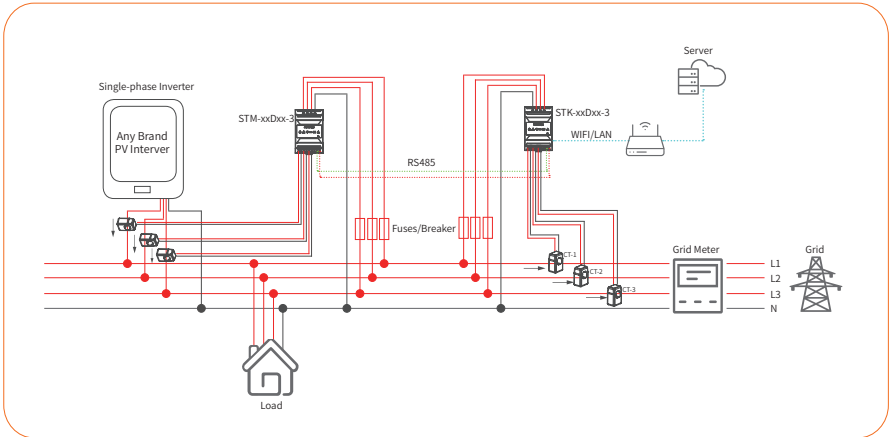 Server
Single-phase Inverter
STM-xxDxx-3
STK-xxDxx-3
Any Brand
PV Interver
WIFI/LAN
RS485
Fuses/Breaker
CT-1
CT-2
CT-3
Grid Meter
Grid
L1
L2
L3
N
Load